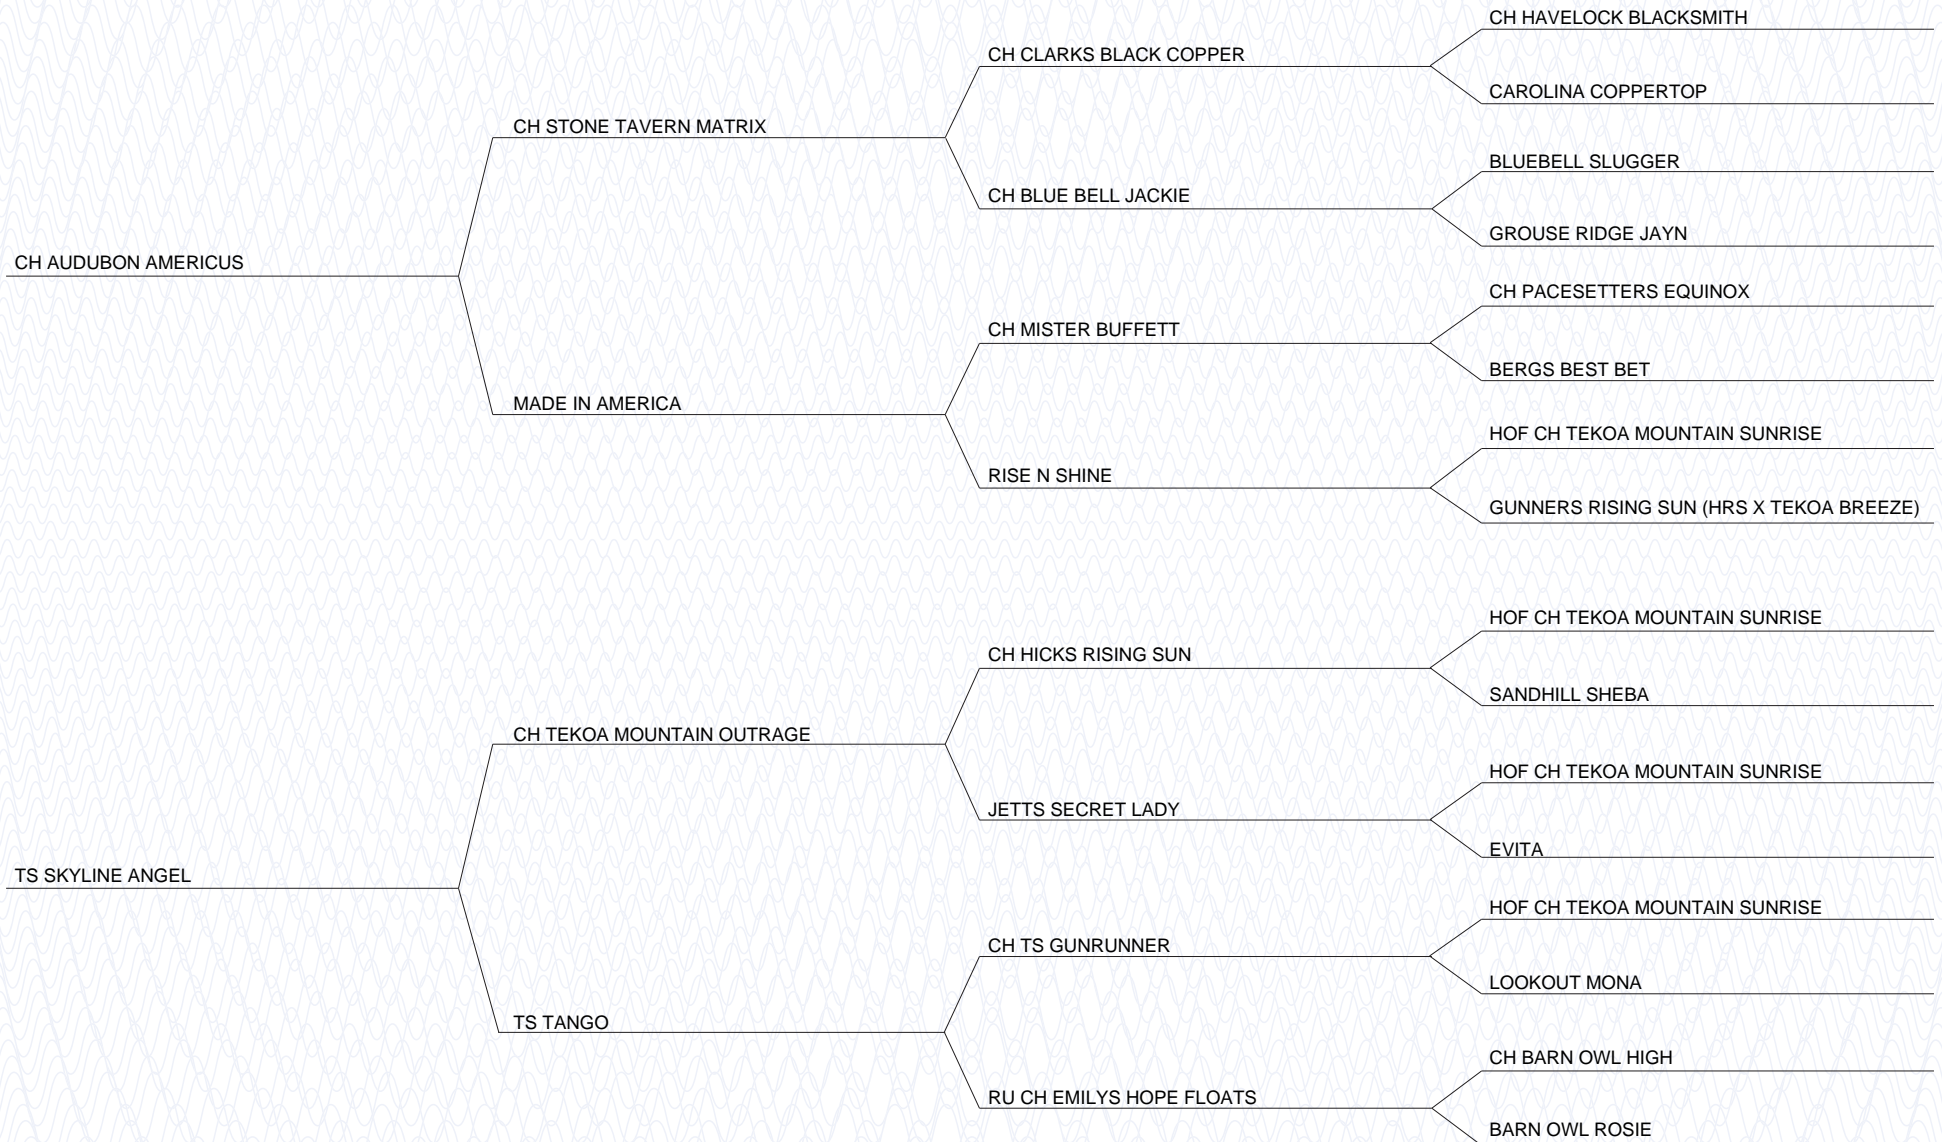 CH HAVELOCK BLACKSMITH
CH CLARKS BLACK COPPER
CAROLINA COPPERTOP
CH STONE TAVERN MATRIX
BLUEBELL SLUGGER
CH BLUE BELL JACKIE
GROUSE RIDGE JAYN
CH AUDUBON AMERICUS
CH PACESETTERS EQUINOX
CH MISTER BUFFETT
BERGS BEST BET
MADE IN AMERICA
HOF CH TEKOA MOUNTAIN SUNRISE
RISE N SHINE
GUNNERS RISING SUN (HRS X TEKOA BREEZE)
HOF CH TEKOA MOUNTAIN SUNRISE
CH HICKS RISING SUN
SANDHILL SHEBA
CH TEKOA MOUNTAIN OUTRAGE
HOF CH TEKOA MOUNTAIN SUNRISE
JETTS SECRET LADY
EVITA
TS SKYLINE ANGEL
HOF CH TEKOA MOUNTAIN SUNRISE
CH TS GUNRUNNER
LOOKOUT MONA
TS TANGO
CH BARN OWL HIGH
RU CH EMILYS HOPE FLOATS
BARN OWL ROSIE